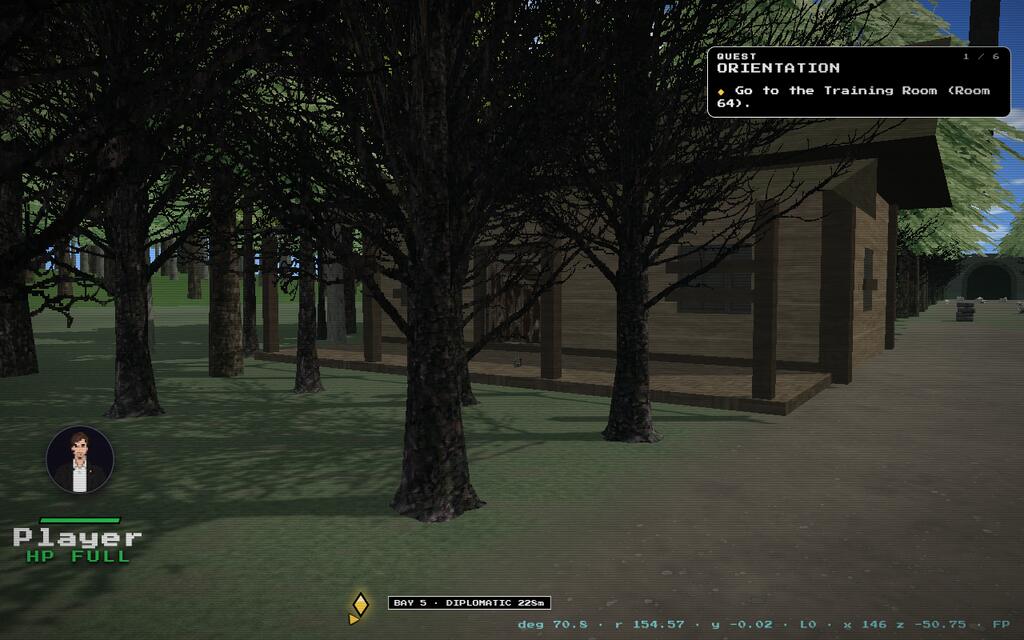 QUEST 1 / 6
ORIENTATION
◆ Go to the Training Room (Room
64).
Player
HP FULL
BAY 5 · DIPLOMATIC 228m
deg 70.8 · r 154.57 · y -0.02 · L0 · x 146 z -50.75 · FP